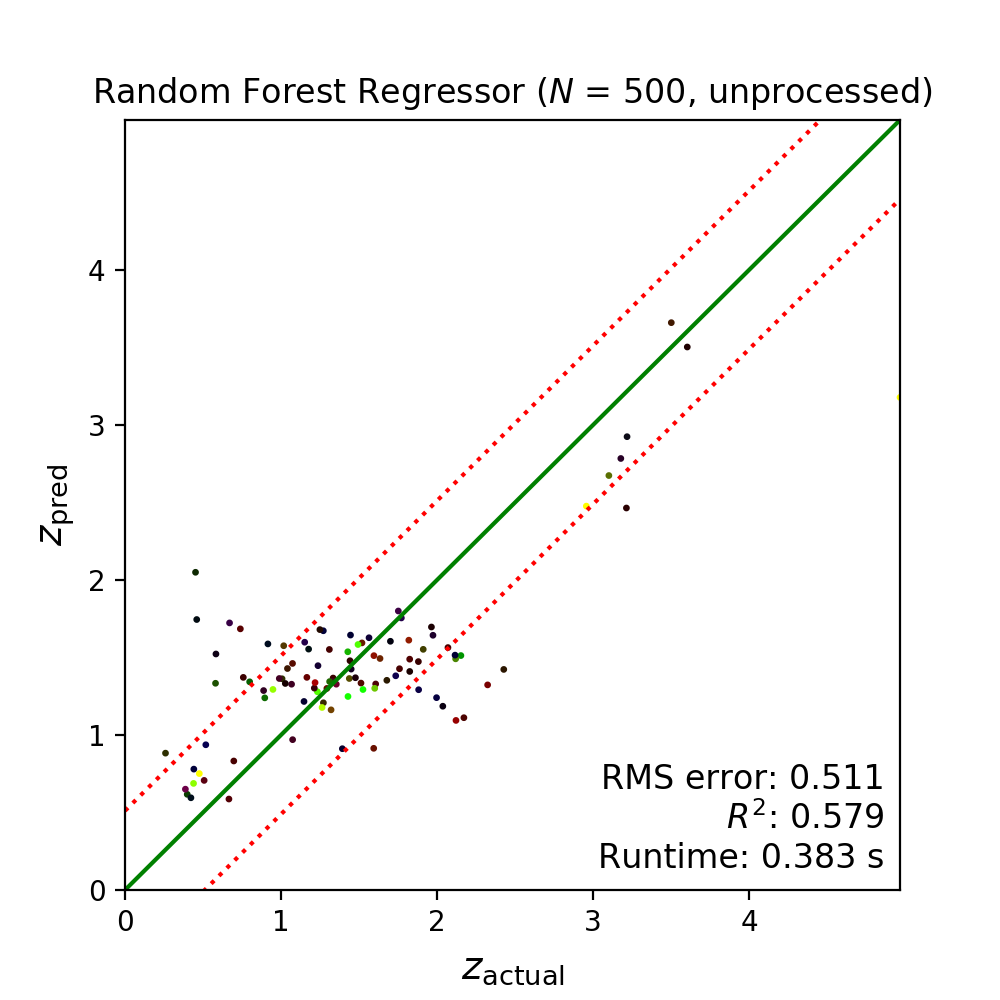 Random Forest Regressor (N = 500, unprocessed)
4
3
2
1
0
z_pred
RMS error: 0.511
R²: 0.579
Runtime: 0.383 s
0 1 2 3 4
z_actual